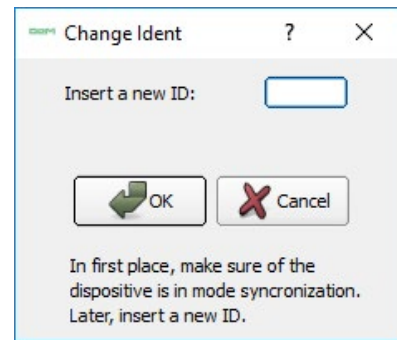 Change Ident
?
Insert a new ID:
OK
Cancel
In first place, make sure of the
dispositive is in mode syncronization.
Later, insert a new ID.